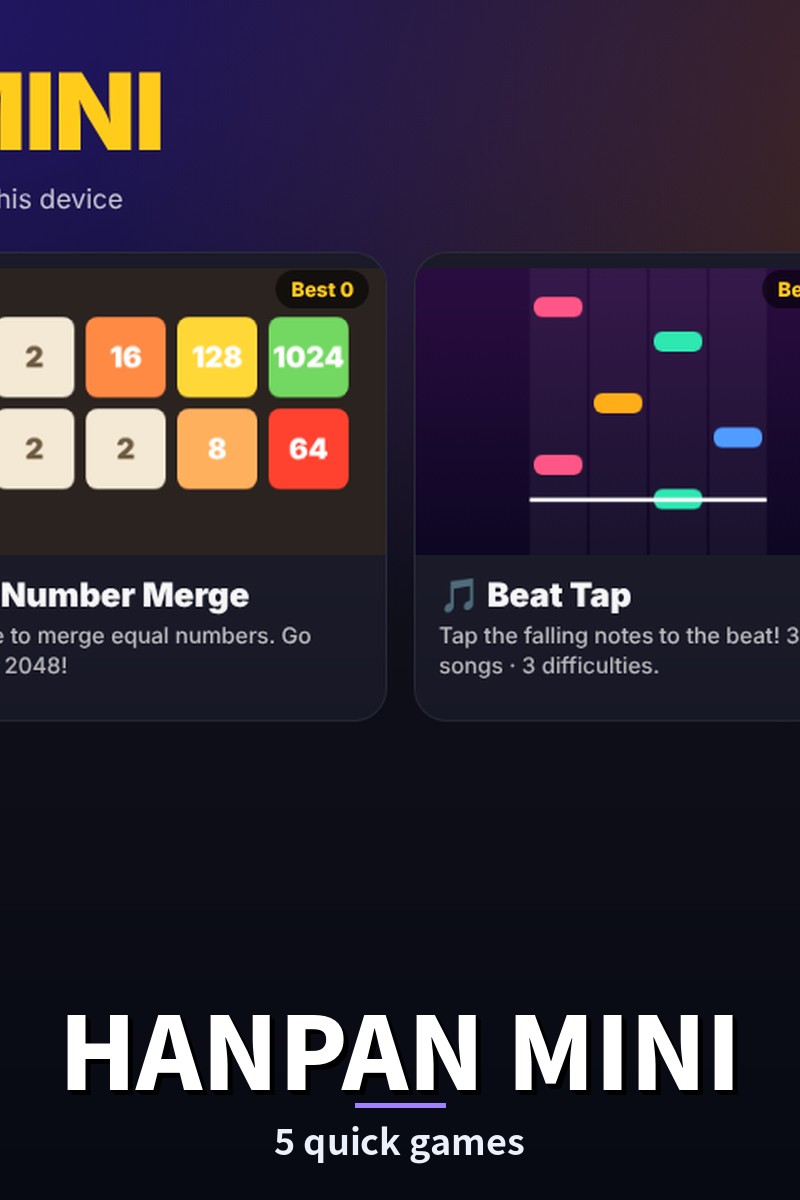 MINI
his device
Best 0
2 16 128 1024
2 2 8 64
Number Merge
to merge equal numbers. Go
2048!
🎵 Beat Tap
Tap the falling notes to the beat! 3
songs · 3 difficulties.
HANPAN MINI
5 quick games